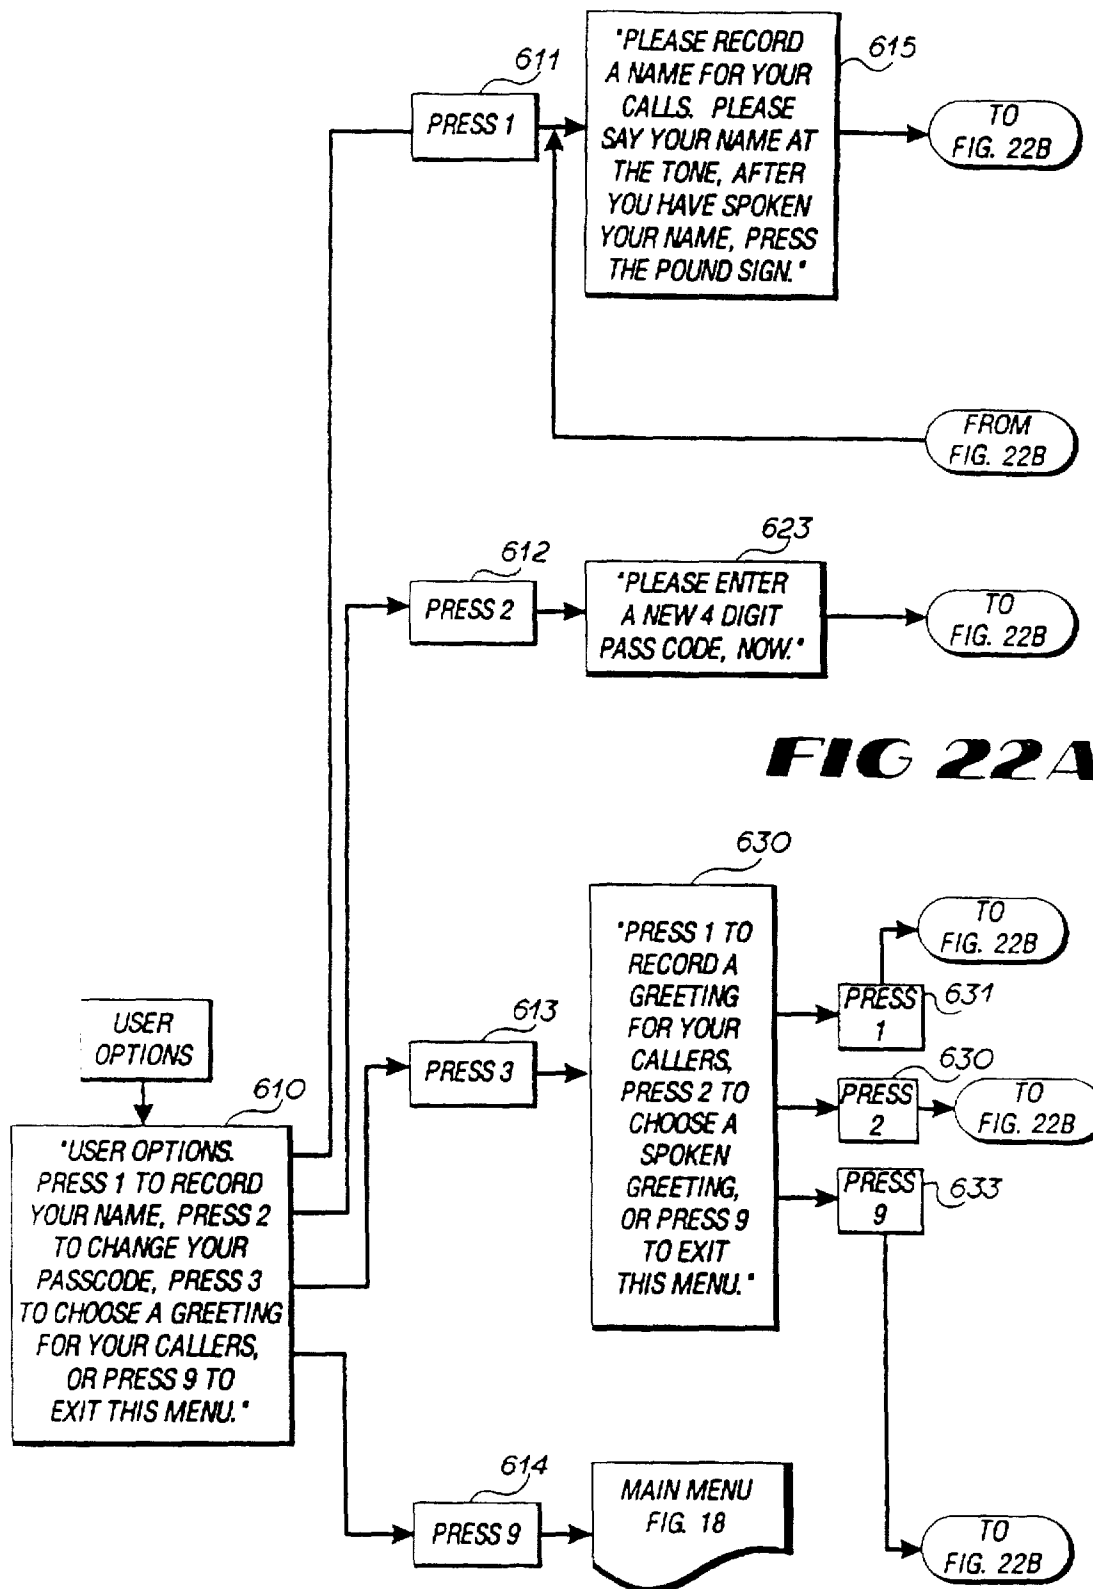 611
PRESS 1
"PLEASE RECORD
A NAME FOR YOUR
CALLS. PLEASE
SAY YOUR NAME AT
THE TONE, AFTER
YOU HAVE SPOKEN
YOUR NAME, PRESS
THE POUND SIGN."
615
TO
FIG. 22B
FROM
FIG. 22B
612
PRESS 2
623
"PLEASE ENTER
A NEW 4 DIGIT
PASS CODE, NOW."
TO
FIG. 22B
FIG 22A
USER
OPTIONS
610
"USER OPTIONS.
PRESS 1 TO RECORD
YOUR NAME, PRESS 2
TO CHANGE YOUR
PASSCODE, PRESS 3
TO CHOOSE A GREETING
FOR YOUR CALLERS,
OR PRESS 9 TO
EXIT THIS MENU."
613
PRESS 3
630
"PRESS 1 TO
RECORD A
GREETING
FOR YOUR
CALLERS,
PRESS 2 TO
CHOOSE A
SPOKEN
GREETING,
OR PRESS 9
TO EXIT
THIS MENU."
TO
FIG. 22B
PRESS
1
631
630
PRESS
2
TO
FIG. 22B
PRESS
9
633
TO
FIG. 22B
614
PRESS 9
MAIN MENU
FIG. 18